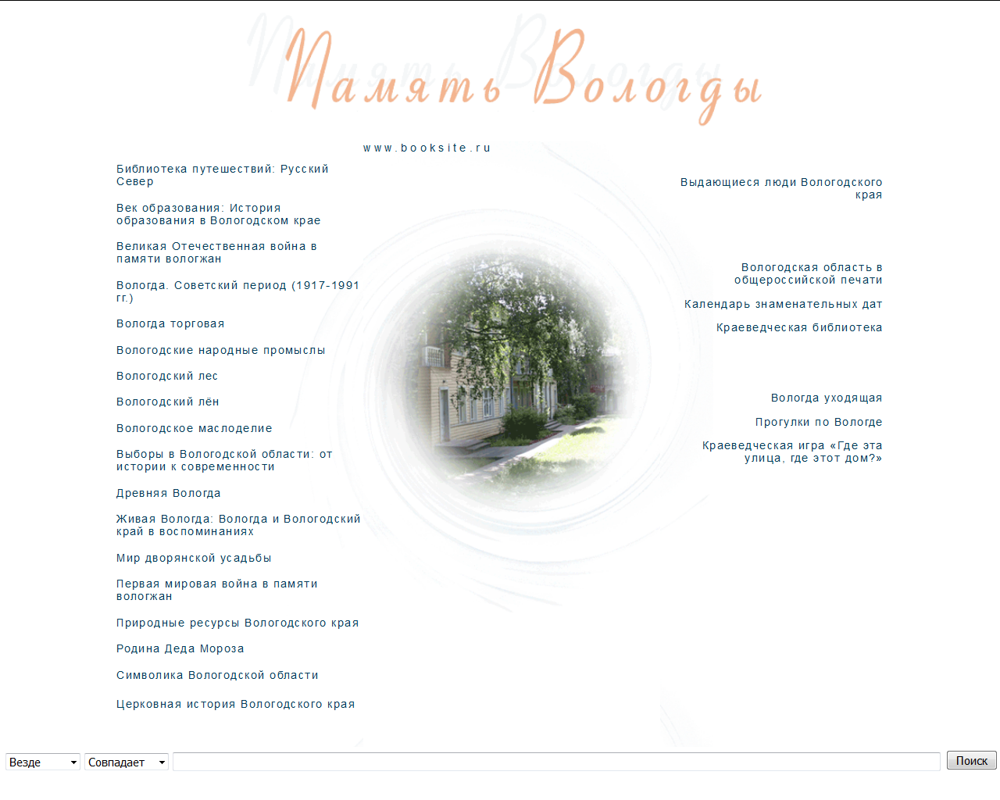 Память Вологды
www.booksite.ru
Библиотека путешествий: Русский
Север
Век образования: История
образования в Вологодском крае
Великая Отечественная война в
памяти вологжан
Вологда. Советский период (1917-1991
гг.)
Вологда торговая
Вологодские народные промыслы
Вологодский лес
Вологодский лён
Вологодское маслоделие
Выборы в Вологодской области: от
истории к современности
Древняя Вологда
Живая Вологда: Вологда и Вологодский
край в воспоминаниях
Мир дворянской усадьбы
Первая мировая война в памяти
вологжан
Природные ресурсы Вологодского края
Родина Деда Мороза
Символика Вологодской области
Церковная история Вологодского края
Выдающиеся люди Вологодского
края
Вологодская область в
общероссийской печати
Календарь знаменательных дат
Краеведческая библиотека
Вологда уходящая
Прогулки по Вологде
Краеведческая игра «Где эта
улица, где этот дом?»
Везде Совпадает Поиск